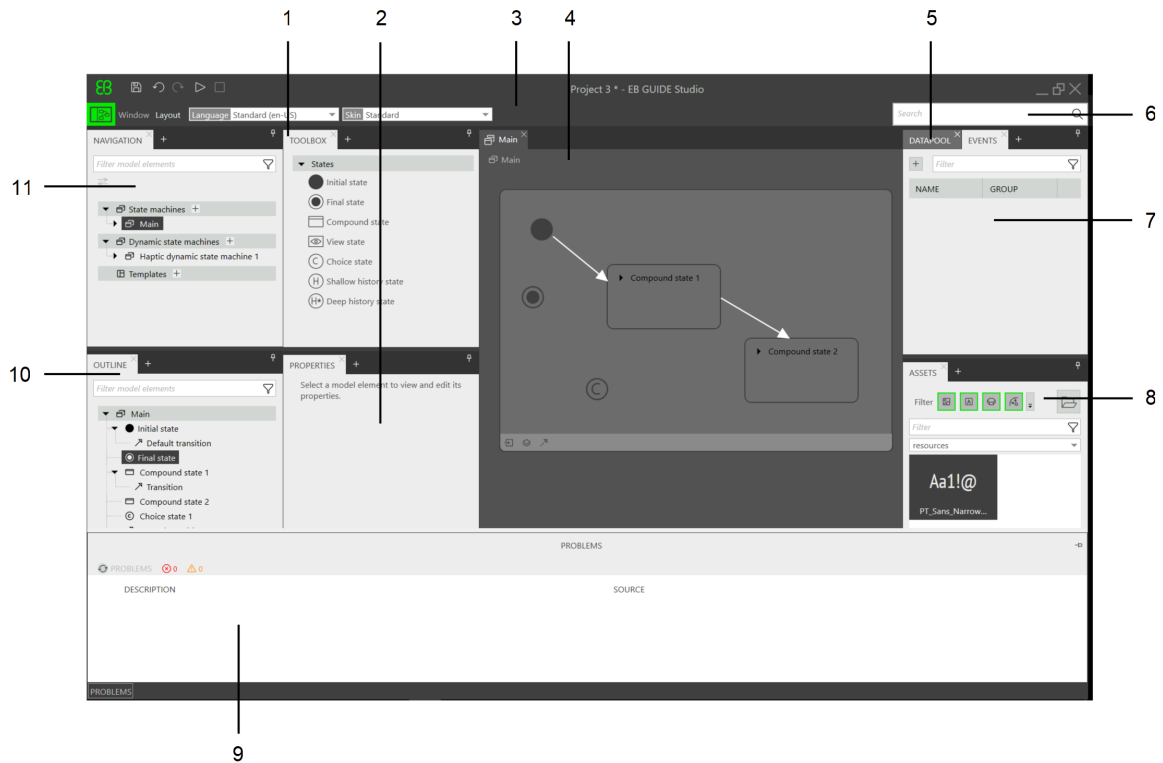 1 2 3 4 5
EB Project 3 * - EB GUIDE Studio
Window Layout Language Standard (en-US) Skin Standard Search 6
NAVIGATION + TOOLBOX + Main DATAPOOL EVENTS +
Filter model elements States Main + Filter
Initial state
11 NAME GROUP
Final state
State machines + Compound state
Main 7
View state
Dynamic state machines +
Haptic dynamic state machine 1 Choice state
Templates + Shallow history state Compound state 1
Deep history state
Compound state 2
OUTLINE + PROPERTIES +
10 ASSETS +
Filter model elements Select a model element to view and edit its
properties. C Filter 8
Main
Initial state Filter
Default transition resources
Final state
Compound state 1 Aa1!@
Transition
Compound state 2 PT_Sans_Narrow...
Choice state 1
PROBLEMS
PROBLEMS 0 0
DESCRIPTION SOURCE
PROBLEMS
9